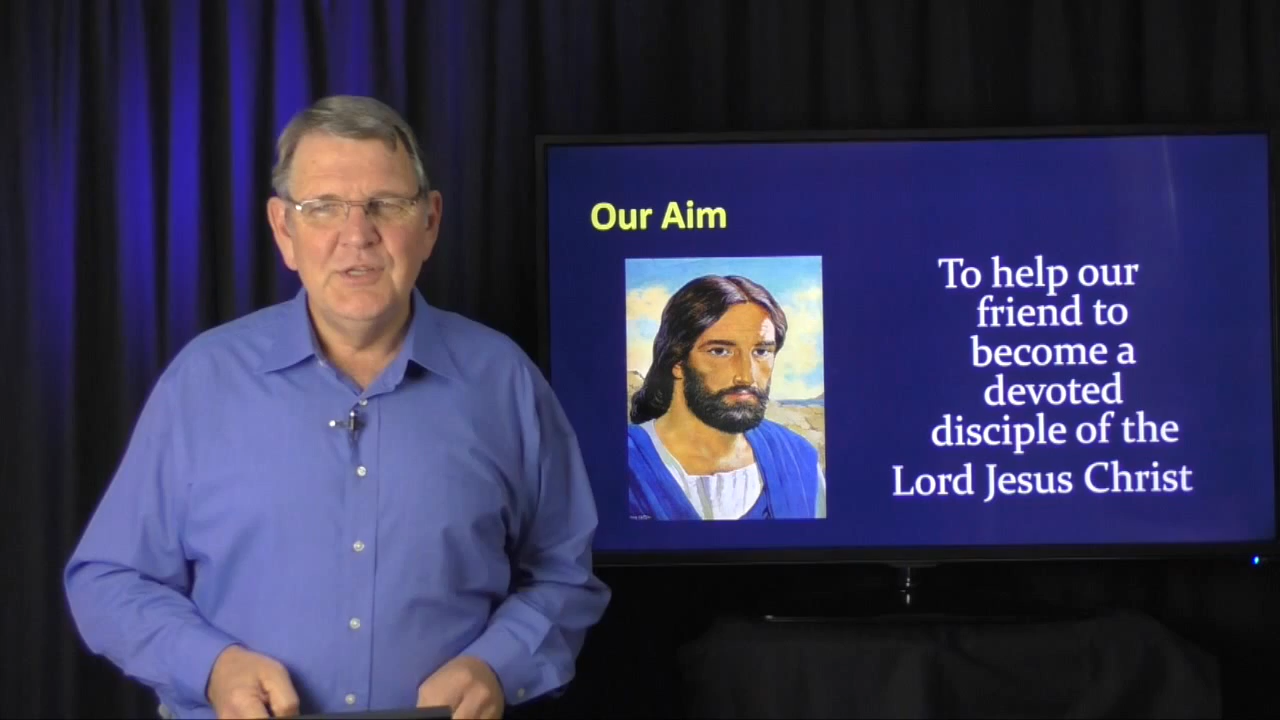 Our Aim
To help our
friend to
become a
devoted
disciple of the
Lord Jesus Christ